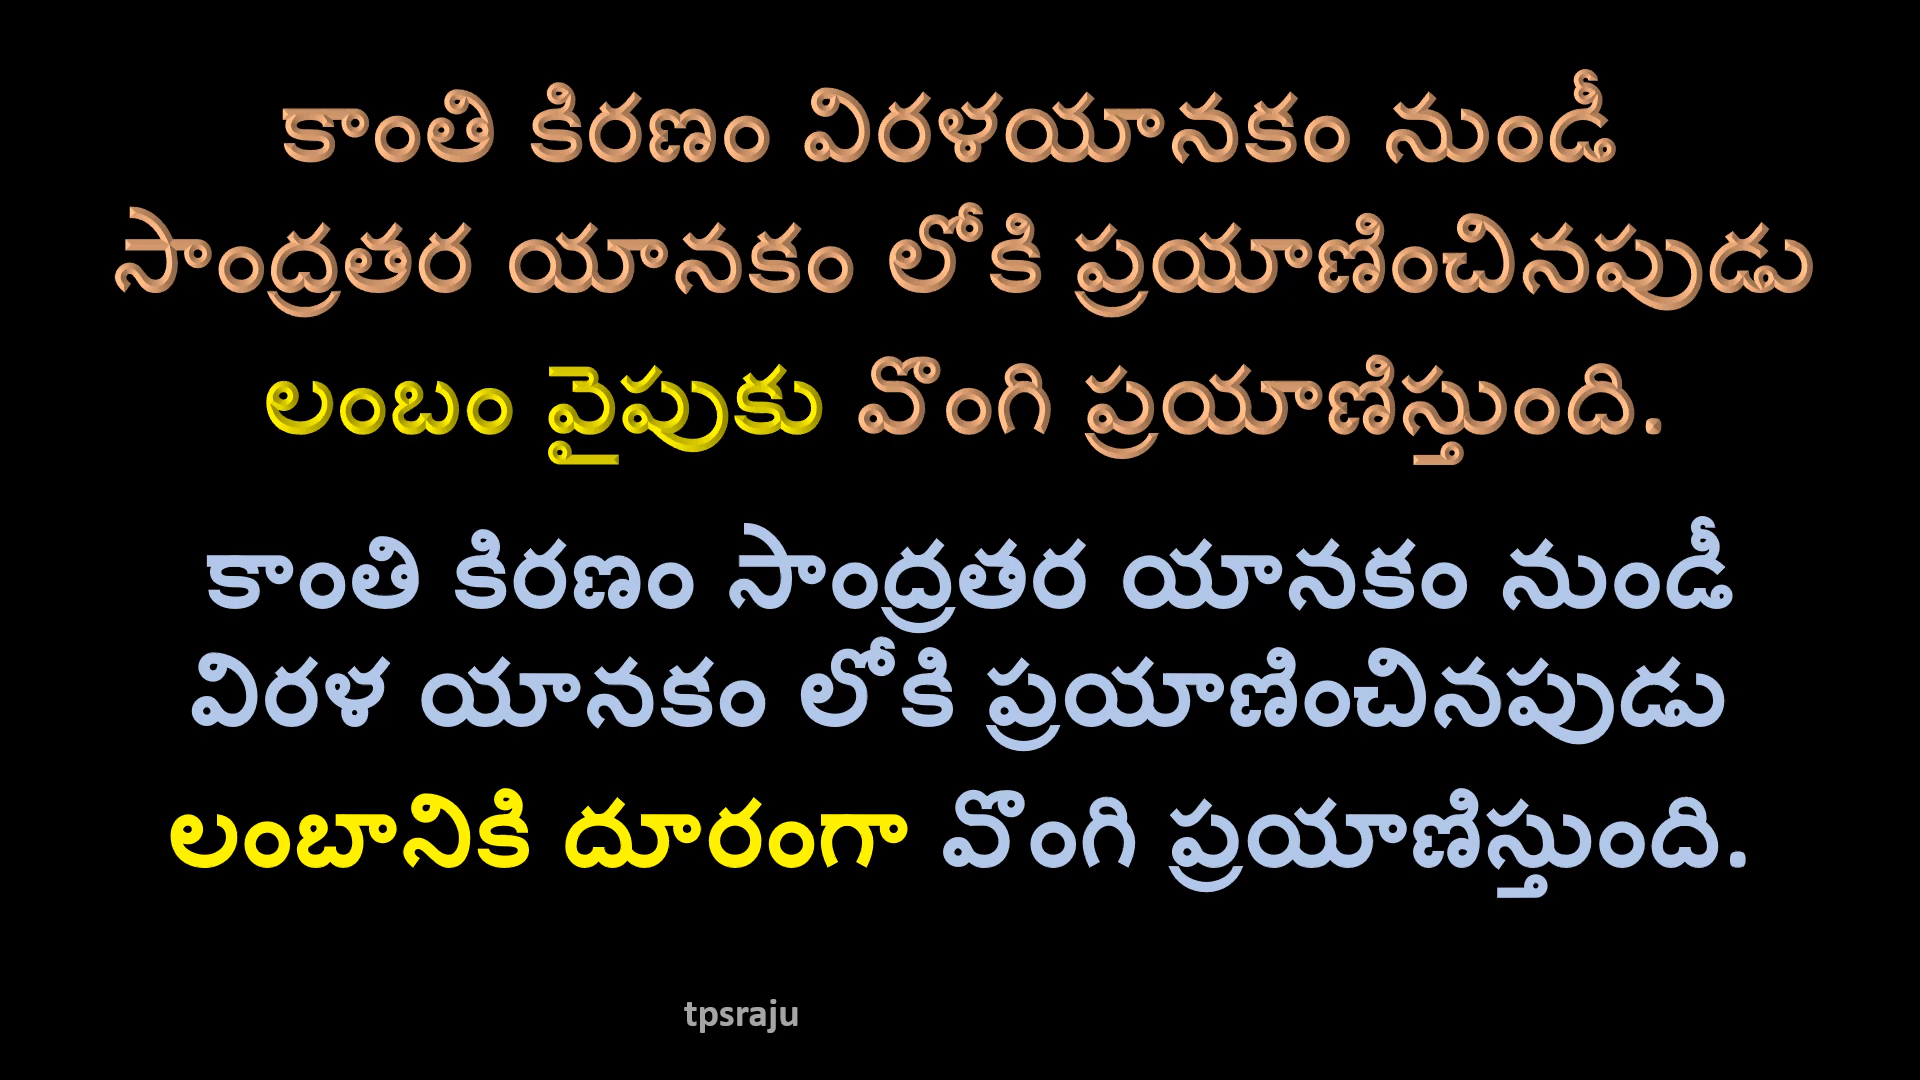 కాంతి కిరణం విరళయానకం నుండీ
సాంద్రతర యానకం లోకి ప్రయాణించినపుడు
లంబం వైపుకు వొంగి ప్రయాణిస్తుంది.
కాంతి కిరణం సాంద్రతర యానకం నుండీ
విరళ యానకం లోకి ప్రయాణించినపుడు
లంబానికి దూరంగా వొంగి ప్రయాణిస్తుంది.
tpsraju